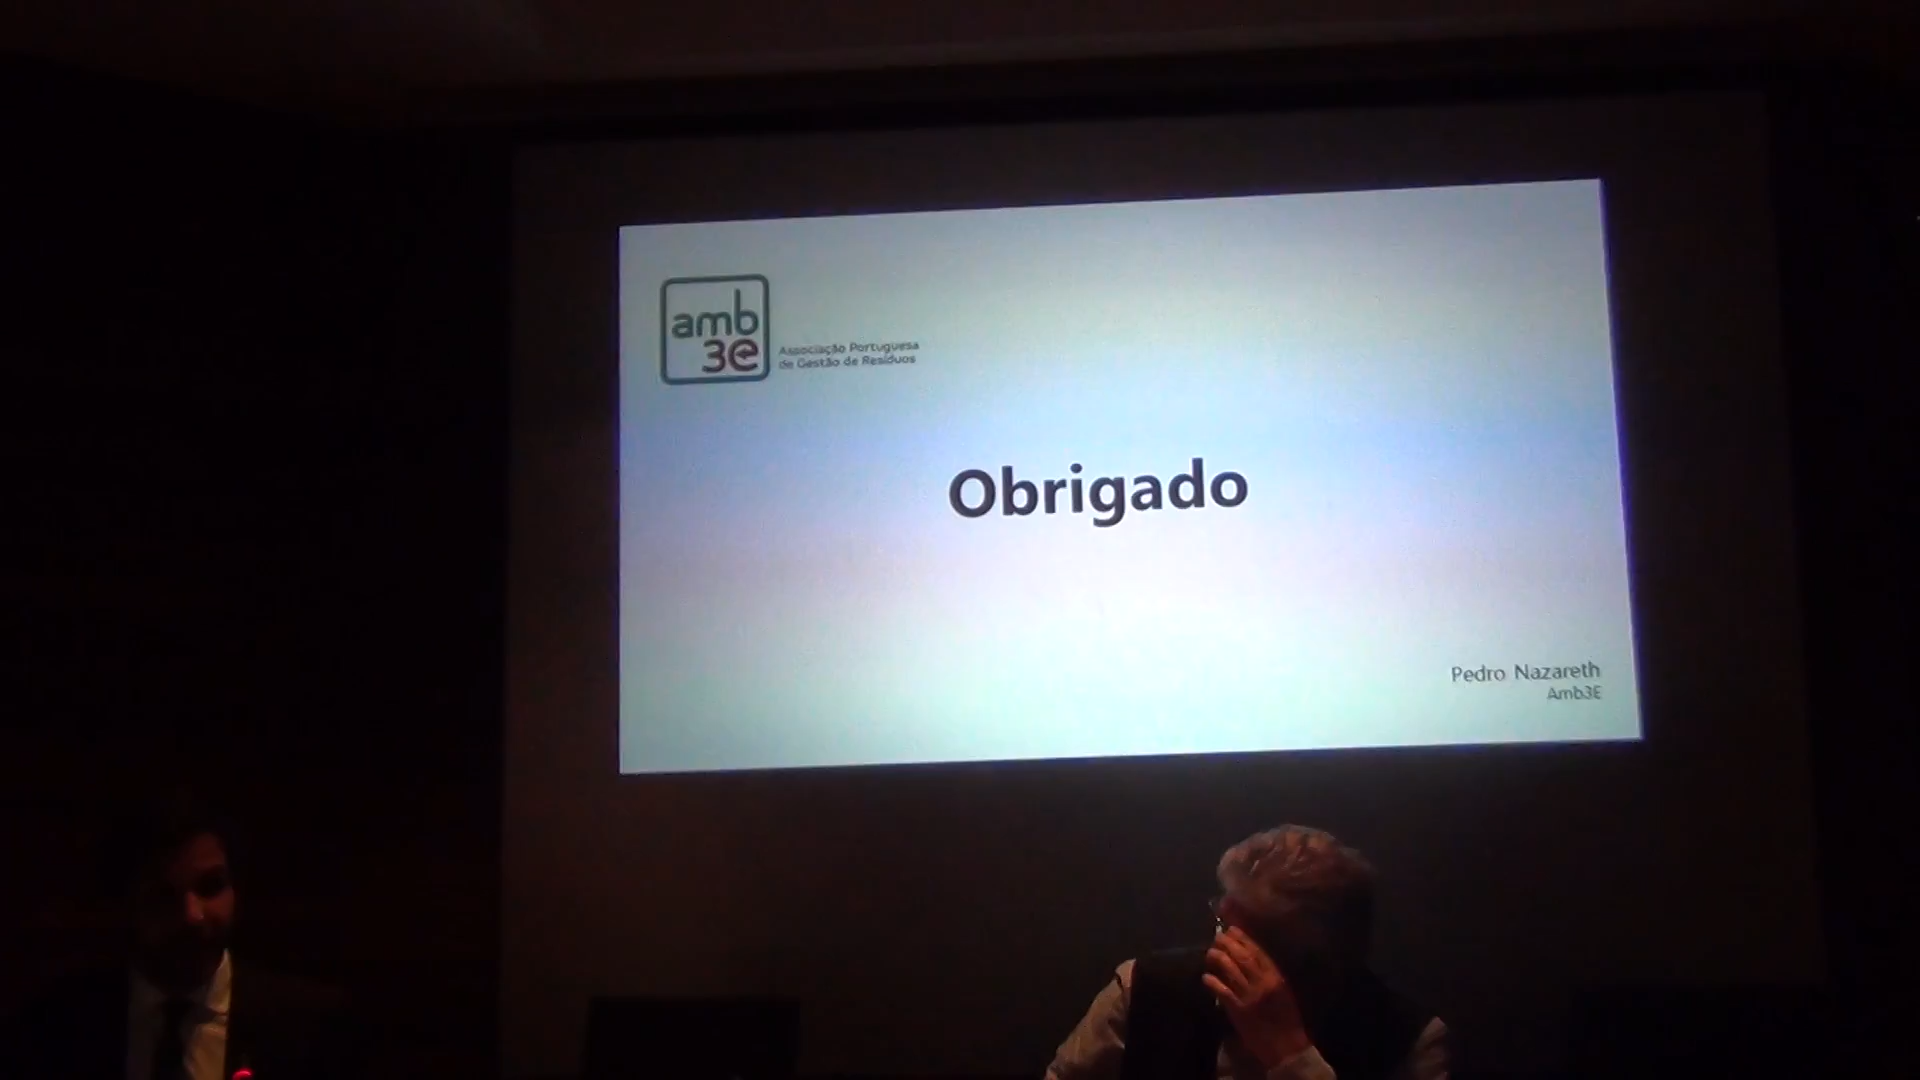 amb
3e
Associação Portuguesa
de Gestão de Resíduos
Obrigado
Pedro Nazareth
Amb3E